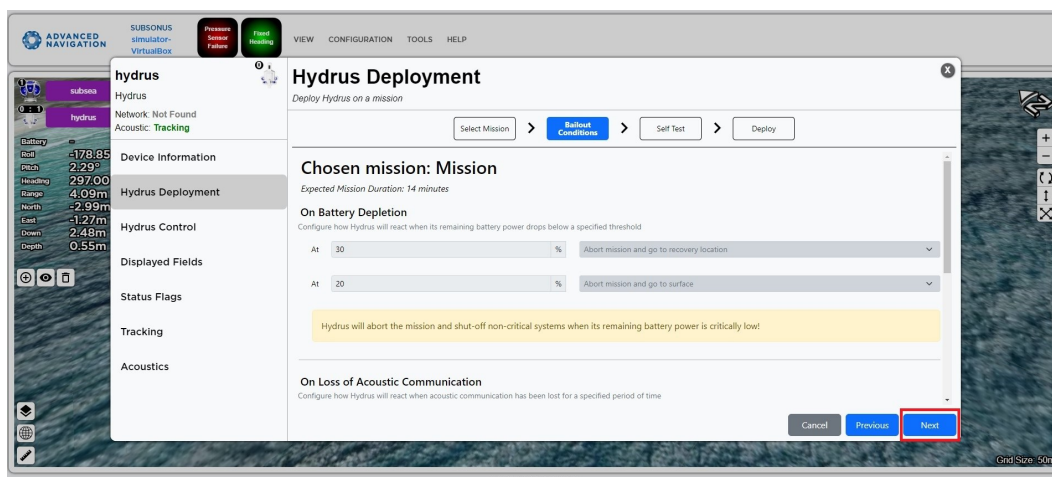 ADVANCED
NAVIGATION
SUBSONUS
simulator-
VirtualBox
Pressure
Sensor
Failure
Fixed
Heading
VIEW
CONFIGURATION
TOOLS
HELP
subsea
0 : 1
hydrus
Battery
Roll -178.85
Pitch 2.29°
Heading 297.00
Range 4.09m
North -2.99m
East -1.27m
Down 2.48m
Depth 0.55m
hydrus
0
Hydrus
Network: Not Found
Acoustic: Tracking
Device Information
Hydrus Deployment
Hydrus Control
Displayed Fields
Status Flags
Tracking
Acoustics
Hydrus Deployment
X
Deploy Hydrus on a mission
Select Mission
Bailout
Conditions
Self Test
Deploy
Chosen mission: Mission
Expected Mission Duration: 14 minutes
On Battery Depletion
Configure how Hydrus will react when its remaining battery power drops below a specified threshold
At 30 % Abort mission and go to recovery location
At 20 % Abort mission and go to surface
Hydrus will abort the mission and shut-off non-critical systems when its remaining battery power is critically low!
On Loss of Acoustic Communication
Configure how Hydrus will react when acoustic communication has been lost for a specified period of time
Cancel
Previous
Next
Grid Size: 50m